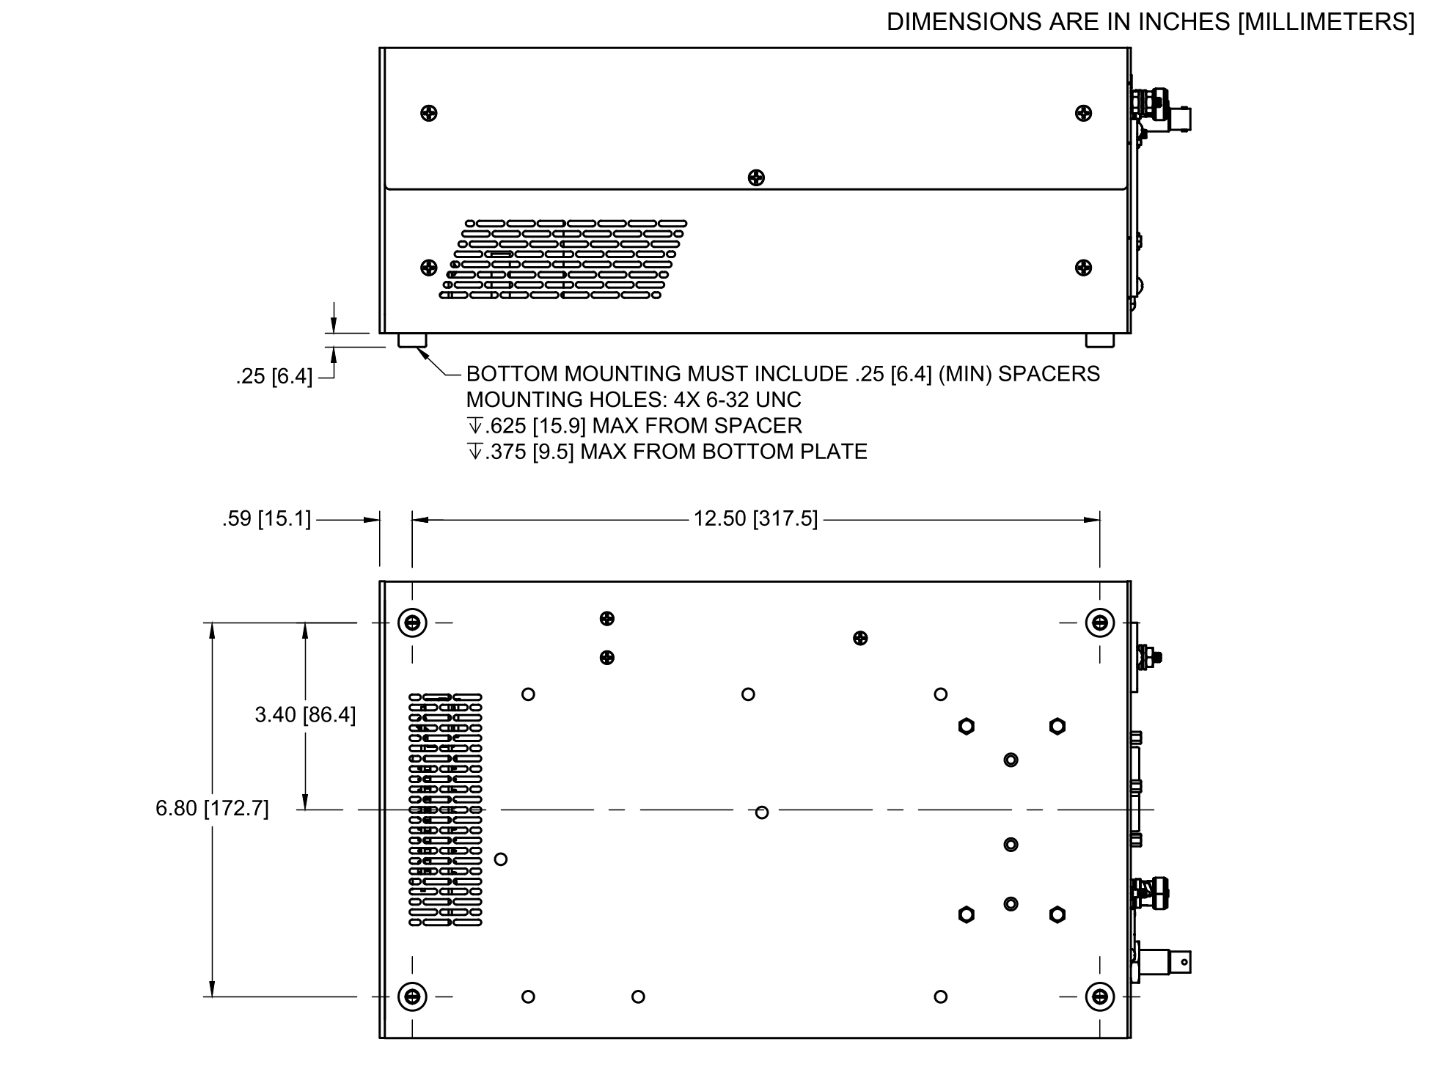 DIMENSIONS ARE IN INCHES [MILLIMETERS]
.25 [6.4]
BOTTOM MOUNTING MUST INCLUDE .25 [6.4] (MIN) SPACERS
MOUNTING HOLES: 4X 6-32 UNC
↧.625 [15.9] MAX FROM SPACER
↧.375 [9.5] MAX FROM BOTTOM PLATE
.59 [15.1]
12.50 [317.5]
3.40 [86.4]
6.80 [172.7]